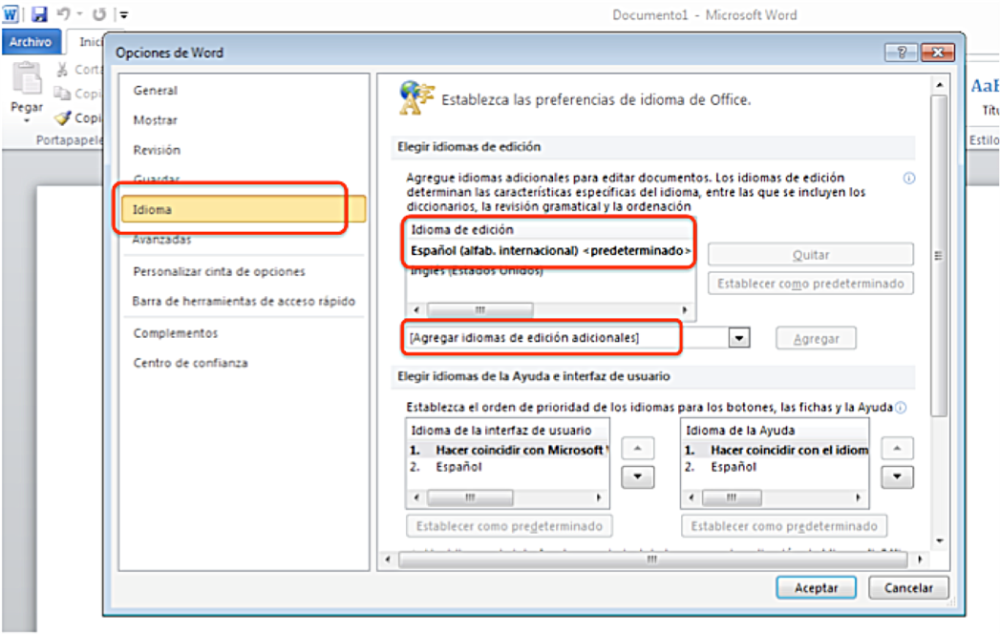 Documento1 - Microsoft Word
Archivo
Pegar
Portapapele
Título
Estilo
Opciones de Word
General
Mostrar
Revisión
Guardar
Idioma
Avanzadas
Personalizar cinta de opciones
Barra de herramientas de acceso rápido
Complementos
Centro de confianza
Establezca las preferencias de idioma de Office.
Elegir idiomas de edición
Agregue idiomas adicionales para editar documentos. Los idiomas de edición
determinan las características específicas del idioma, entre las que se incluyen los
diccionarios, la revisión gramatical y la ordenación
Idioma de edición
Español (alfab. internacional) <predeterminado>
Inglés (Estados Unidos)
Quitar
Establecer como predeterminado
[Agregar idiomas de edición adicionales]
Agregar
Elegir idiomas de la Ayuda e interfaz de usuario
Establezca el orden de prioridad de los idiomas para los botones, las fichas y la Ayuda
Idioma de la interfaz de usuario
1. Hacer coincidir con Microsoft
2. Español
Establecer como predeterminado
Idioma de la Ayuda
1. Hacer coincidir con el idiom
2. Español
Establecer como predeterminado
Aceptar
Cancelar